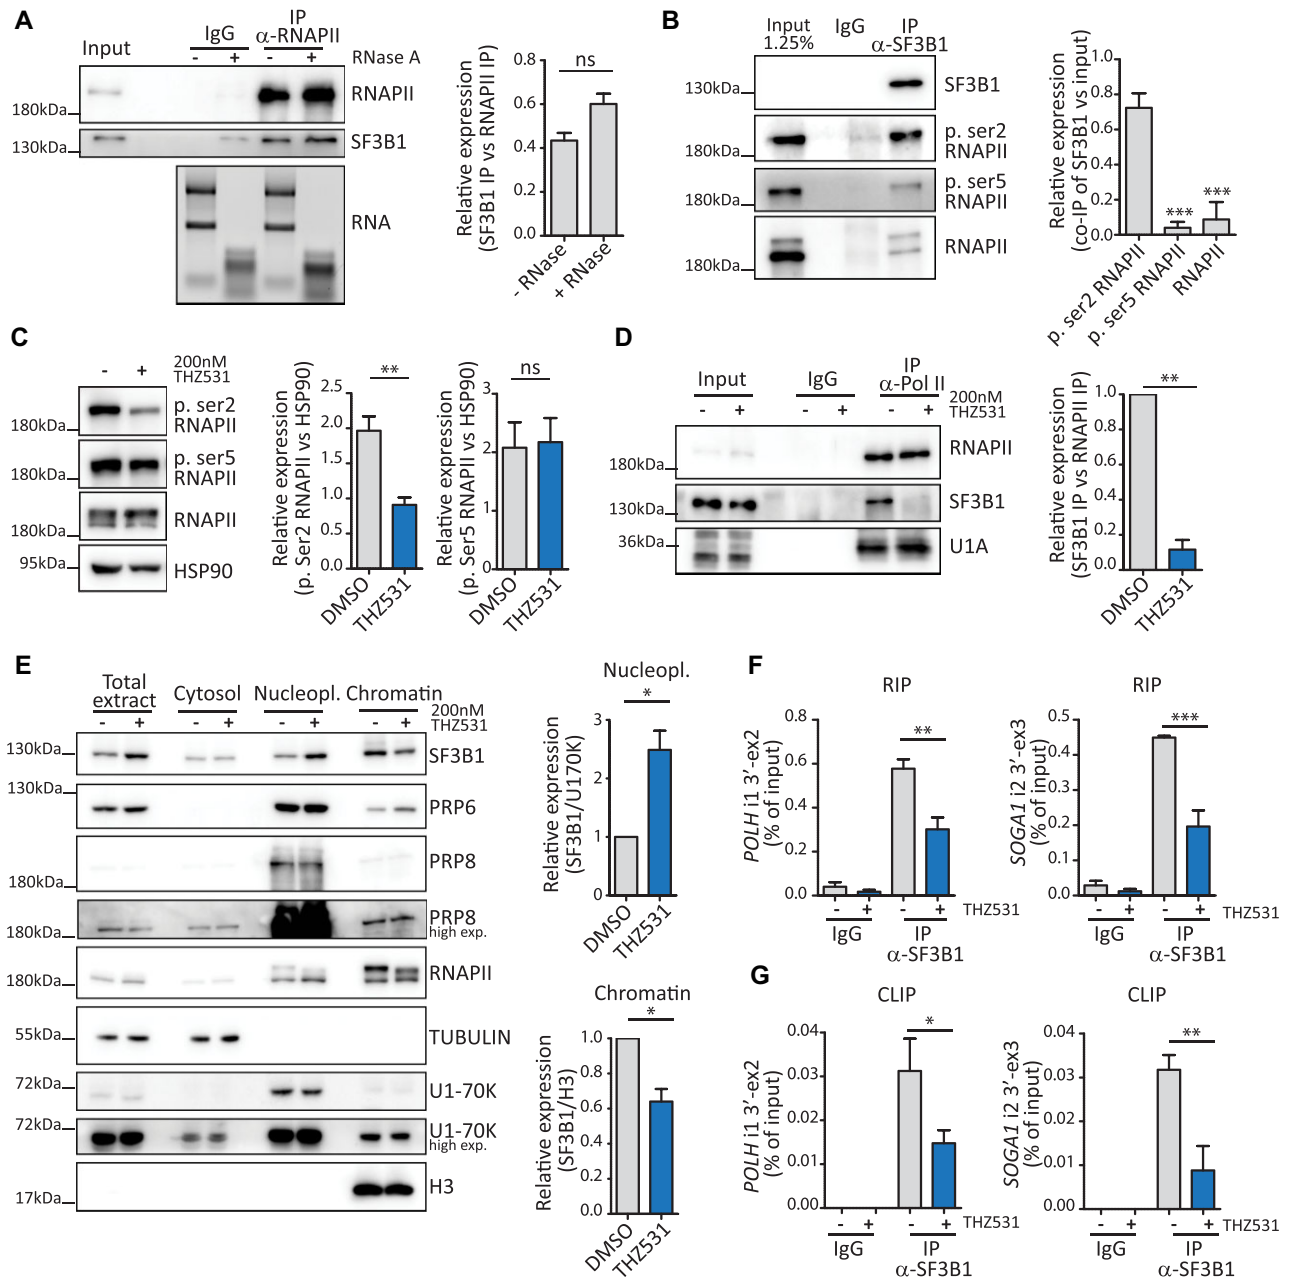 A
Input
IgG
IP
α-RNAPII
- + - + RNase A
180kDa
RNAPII
130kDa
SF3B1
RNA
Relative expression
(SF3B1 IP vs RNAPII IP)
ns
0.8
0.6
0.4
0.2
0.0
- RNase
+ RNase
B
Input
1.25%
IgG
IP
α-SF3B1
130kDa
SF3B1
180kDa
p. ser2
RNAPII
180kDa
p. ser5
RNAPII
180kDa
RNAPII
Relative expression
(co-IP of SF3B1 vs input)
1.0
0.8
0.6
0.4
0.2
0.0
***
***
p. ser2 RNAPII
p. ser5 RNAPII
RNAPII
C
- + 200nM
THZ531
180kDa
p. ser2
RNAPII
180kDa
p. ser5
RNAPII
180kDa
RNAPII
95kDa
HSP90
Relative expression
(p. Ser2 RNAPII vs HSP90)
**
2.5
2.0
1.5
1.0
0.5
0.0
DMSO
THZ531
Relative expression
(p. Ser5 RNAPII vs HSP90)
ns
3
2
1
0
DMSO
THZ531
D
Input
IgG
IP
α-Pol II
- + - + - + 200nM
THZ531
180kDa
RNAPII
130kDa
SF3B1
36kDa
U1A
Relative expression
(SF3B1 IP vs RNAPII IP)
**
1.0
0.8
0.6
0.4
0.2
0.0
DMSO
THZ531
E
Total
extract
Cytosol
Nucleopl.
Chromatin
- + - + - + - + 200nM
THZ531
130kDa
SF3B1
130kDa
PRP6
180kDa
PRP8
180kDa
PRP8
high exp.
180kDa
RNAPII
55kDa
TUBULIN
72kDa
U1-70K
72kDa
U1-70K
high exp.
17kDa
H3
Nucleopl.
*
Relative expression
(SF3B1/U170K)
3
2
1
0
DMSO
THZ531
Chromatin
*
Relative expression
(SF3B1/H3)
1.0
0.8
0.6
0.4
0.2
0.0
DMSO
THZ531
F
RIP
POLH i1 3′-ex2
(% of input)
**
0.8
0.6
0.4
0.2
0.0
- + - + THZ531
IgG
IP
α-SF3B1
RIP
SOGA1 i2 3′-ex3
(% of input)
***
0.5
0.4
0.3
0.2
0.1
0.0
- + - + THZ531
IgG
IP
α-SF3B1
G
CLIP
POLH i1 3′-ex2
(% of input)
*
0.04
0.03
0.02
0.01
0.00
- + - + THZ531
IgG
IP
α-SF3B1
CLIP
SOGA1 i2 3′-ex3
(% of input)
**
0.04
0.03
0.02
0.01
0.00
- + - + THZ531
IgG
IP
α-SF3B1